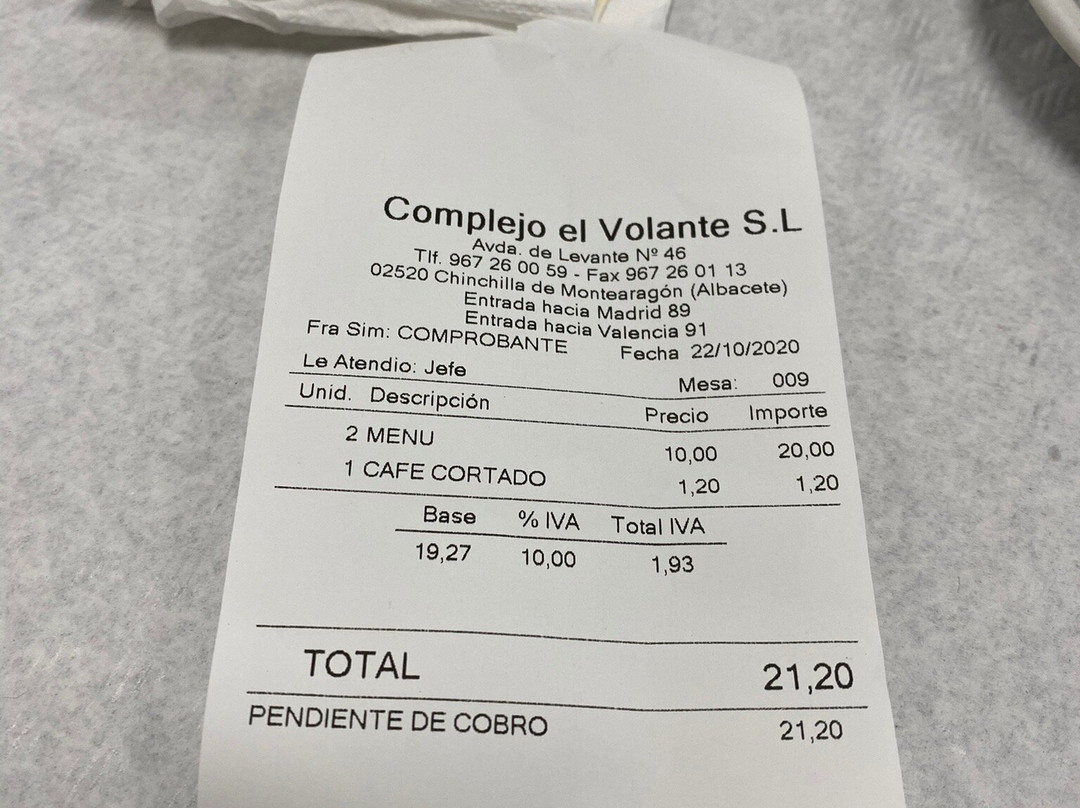 Complejo el Volante S.L
Avda. de Levante Nº 46
Tlf. 967 26 00 59 - Fax 967 26 01 13
02520 Chinchilla de Montearagón (Albacete)
Entrada hacia Madrid 89
Entrada hacia Valencia 91
Fra Sim: COMPROBANTE Fecha 22/10/2020
Le Atendio: Jefe Mesa: 009
Unid. Descripción Precio Importe
2 MENU 10,00 20,00
1 CAFE CORTADO 1,20 1,20
Base % IVA Total IVA
19,27 10,00 1,93
TOTAL 21,20
PENDIENTE DE COBRO 21,20